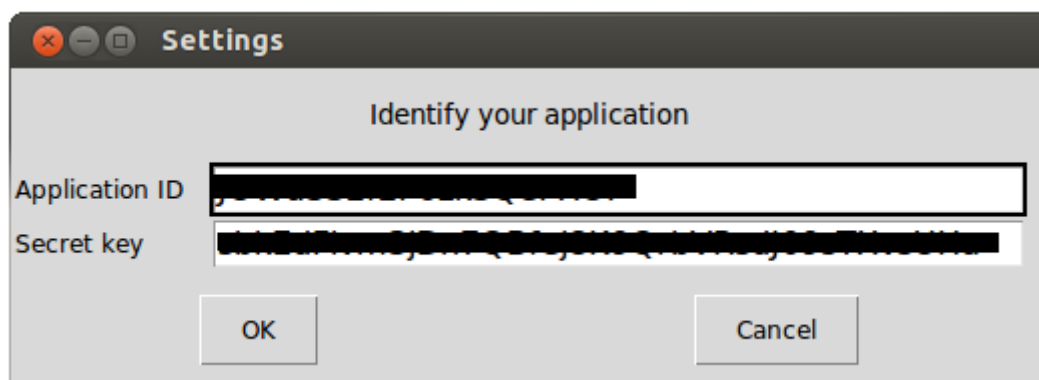 Settings
Identify your application
Application ID
Secret key
OK
Cancel